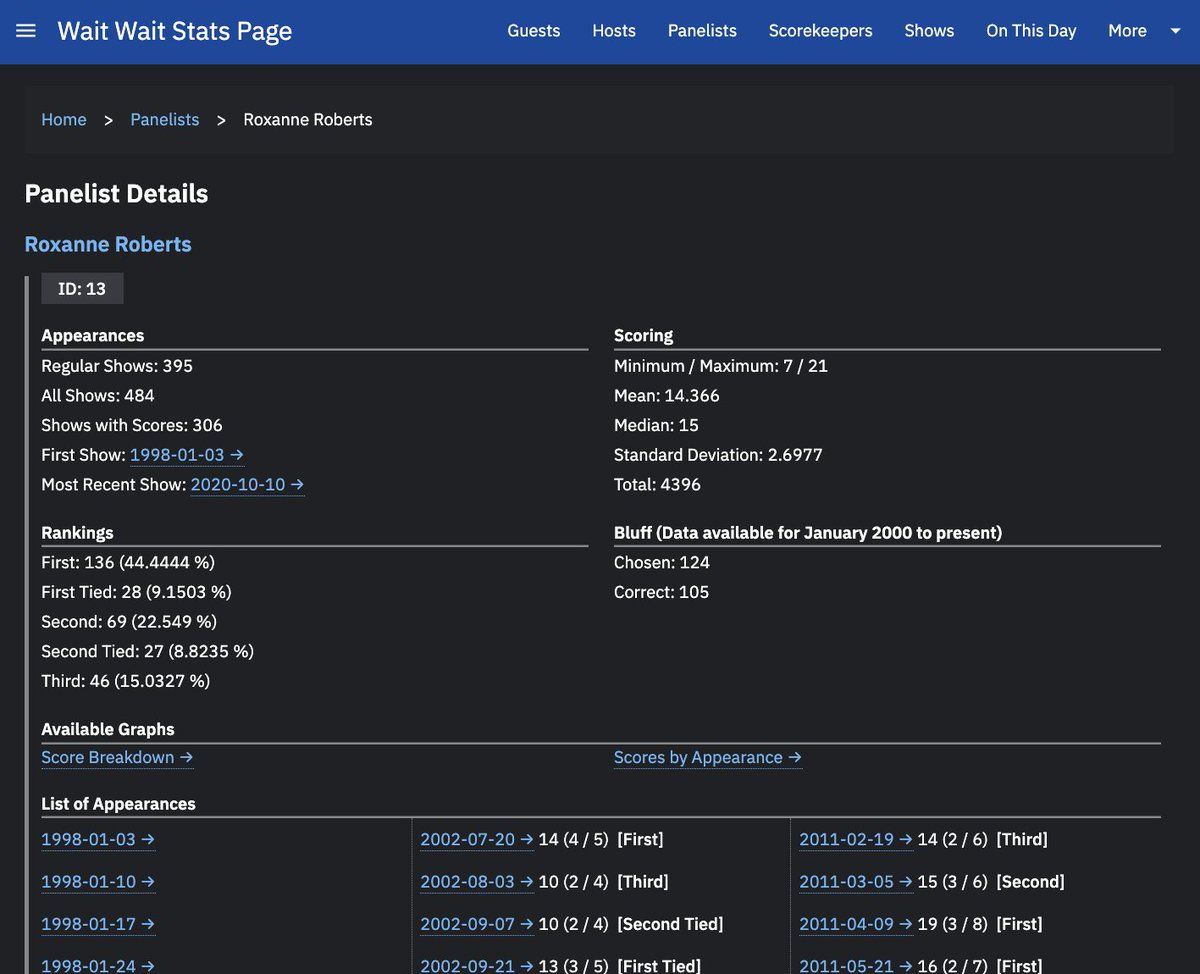 Wait Wait Stats Page
Guests Hosts Panelists Scorekeepers Shows On This Day More
Home > Panelists > Roxanne Roberts
Panelist Details
Roxanne Roberts
ID: 13
Appearances
Regular Shows: 395
All Shows: 484
Shows with Scores: 306
First Show: 1998-01-03 →
Most Recent Show: 2020-10-10 →
Scoring
Minimum / Maximum: 7 / 21
Mean: 14.366
Median: 15
Standard Deviation: 2.6977
Total: 4396
Rankings
First: 136 (44.4444 %)
First Tied: 28 (9.1503 %)
Second: 69 (22.549 %)
Second Tied: 27 (8.8235 %)
Third: 46 (15.0327 %)
Bluff (Data available for January 2000 to present)
Chosen: 124
Correct: 105
Available Graphs
Score Breakdown →
Scores by Appearance →
List of Appearances
1998-01-03 →
1998-01-10 →
1998-01-17 →
1998-01-24 →
2002-07-20 → 14 (4 / 5) [First]
2002-08-03 → 10 (2 / 4) [Third]
2002-09-07 → 10 (2 / 4) [Second Tied]
2002-09-21 → 13 (3 / 5) [First Tied]
2011-02-19 → 14 (2 / 6) [Third]
2011-03-05 → 15 (3 / 6) [Second]
2011-04-09 → 19 (3 / 8) [First]
2011-05-21 → 16 (2 / 7) [First]